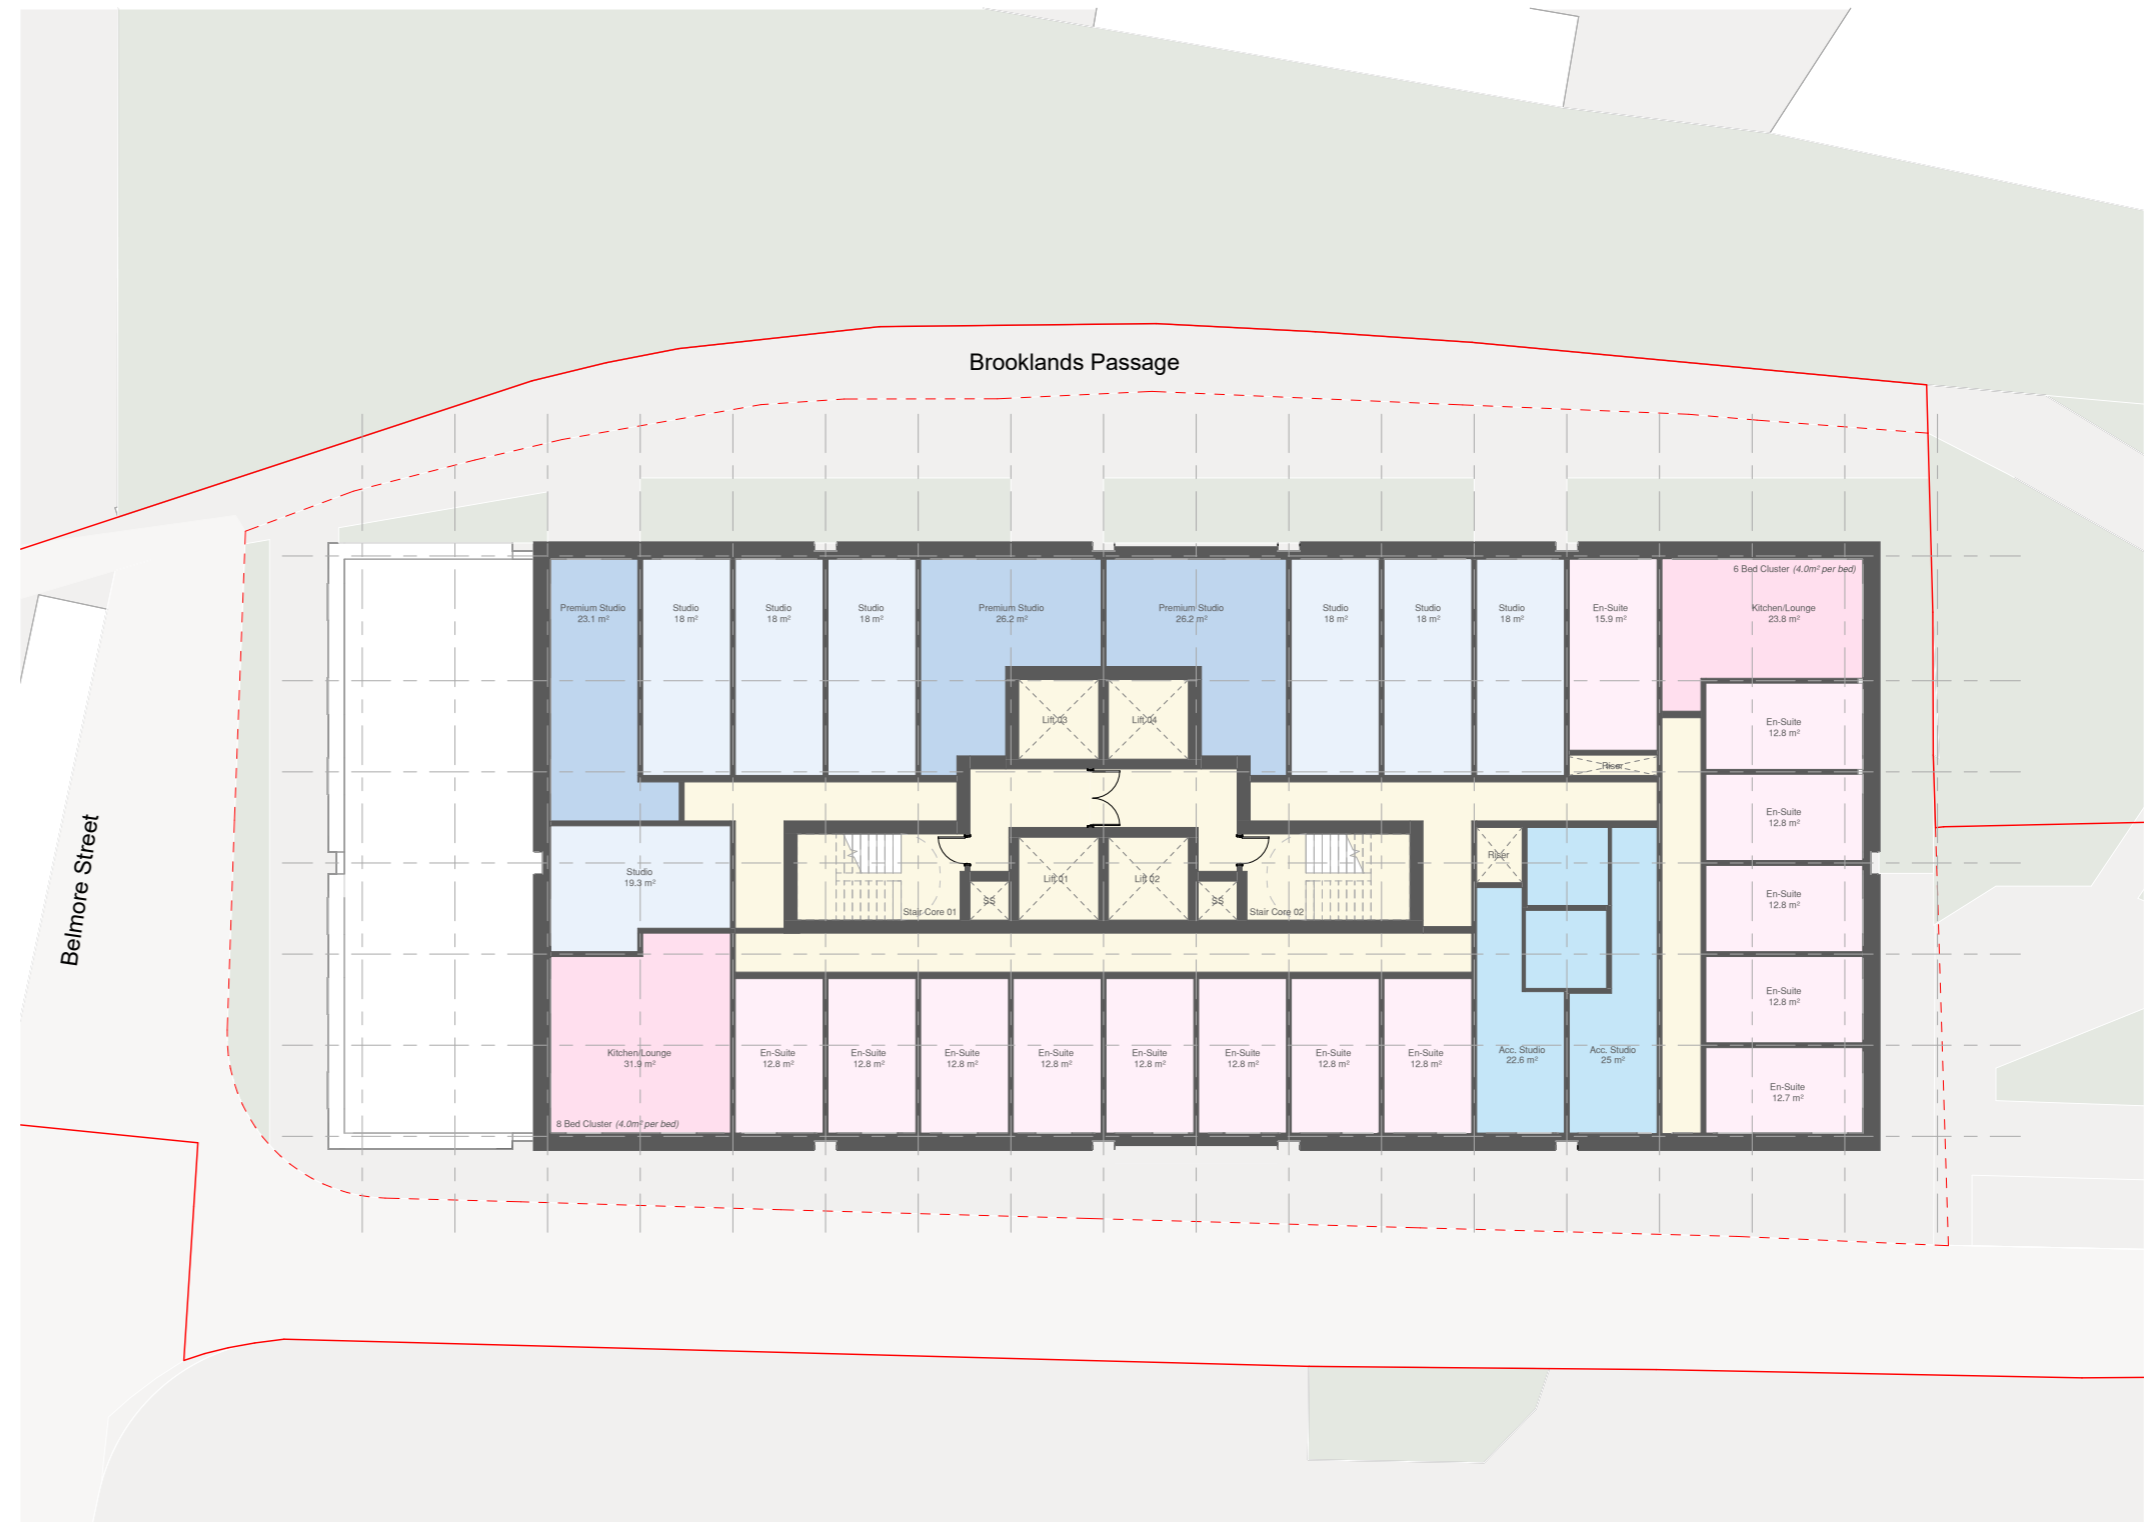 Brooklands Passage
Belmore Street
6 Bed Cluster (4.0m² per bed)
Premium Studio
23.1 m²
Studio
18 m²
Studio
18 m²
Studio
18 m²
Premium Studio
26.2 m²
Premium Studio
26.2 m²
Studio
18 m²
Studio
18 m²
Studio
18 m²
En-Suite
15.9 m²
Kitchen/Lounge
23.8 m²
Lift 03
Lift 04
En-Suite
12.8 m²
Riser
En-Suite
12.8 m²
Riser
Studio
19.3 m²
Lift 01
Lift 02
SS
SS
Stair Core 01
Stair Core 02
En-Suite
12.8 m²
En-Suite
12.8 m²
Kitchen/Lounge
31.9 m²
En-Suite
12.8 m²
En-Suite
12.8 m²
En-Suite
12.8 m²
En-Suite
12.8 m²
En-Suite
12.8 m²
En-Suite
12.8 m²
En-Suite
12.8 m²
En-Suite
12.8 m²
Acc. Studio
22.6 m²
Acc. Studio
25 m²
En-Suite
12.7 m²
8 Bed Cluster (4.0m² per bed)